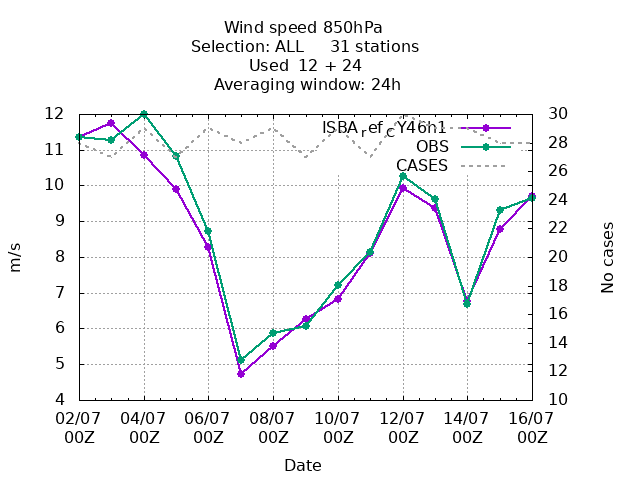 Wind speed 850hPa
Selection: ALL 31 stations
Used 12 + 24
Averaging window: 24h
ISBA_ref_CY46h1
OBS
CASES
12
11
10
9
8
7
6
5
4
m/s
30
28
26
24
22
20
18
16
14
12
10
No cases
02/07 04/07 06/07 08/07 10/07 12/07 14/07 16/07
00Z 00Z 00Z 00Z 00Z 00Z 00Z 00Z
Date